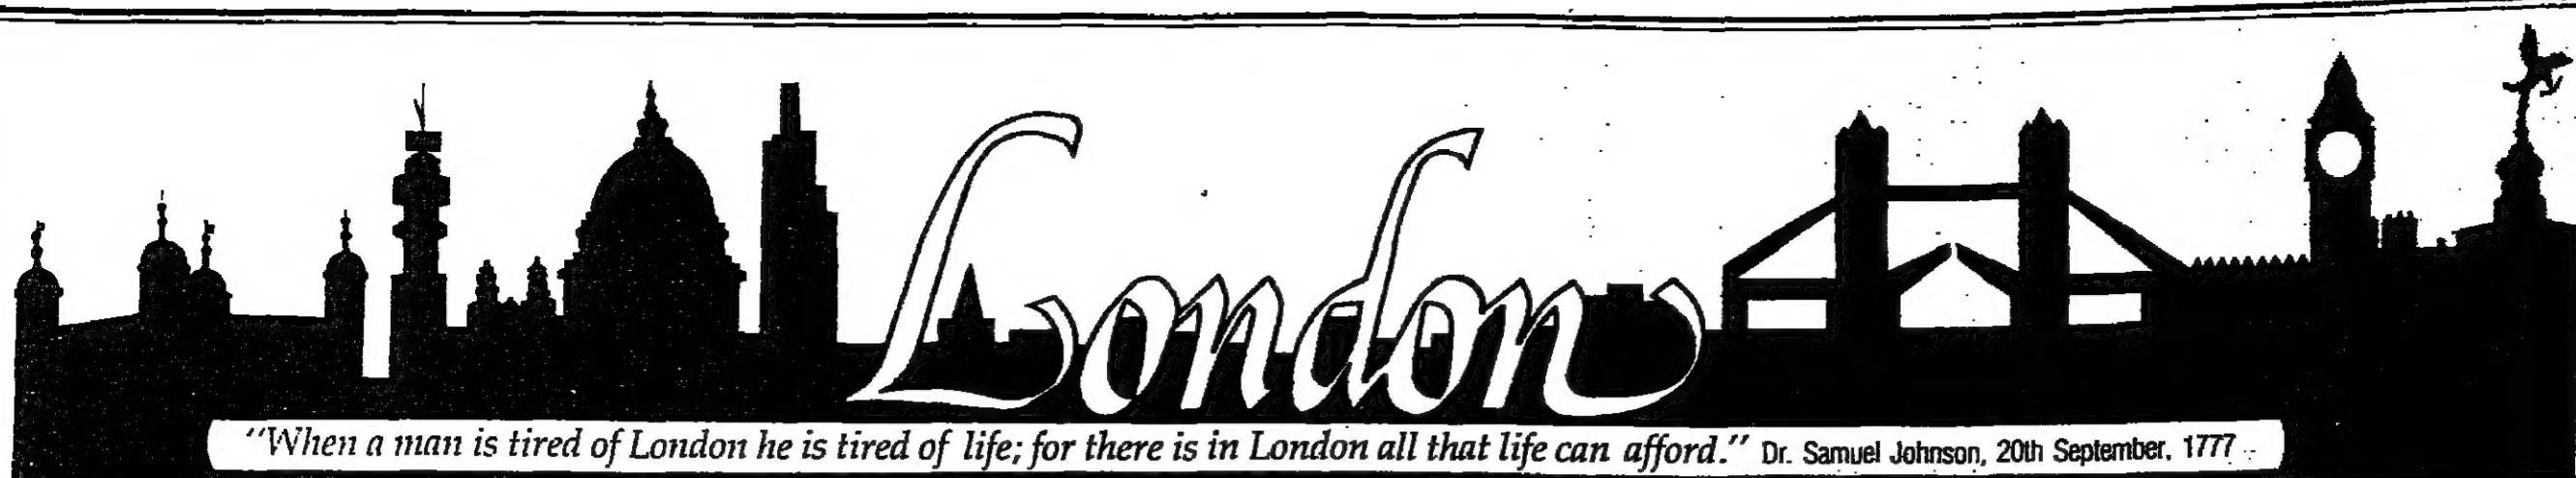 London
"When a man is tired of London he is tired of life; for there is in London all that life can afford." Dr. Samuel Johnson, 20th September, 1777